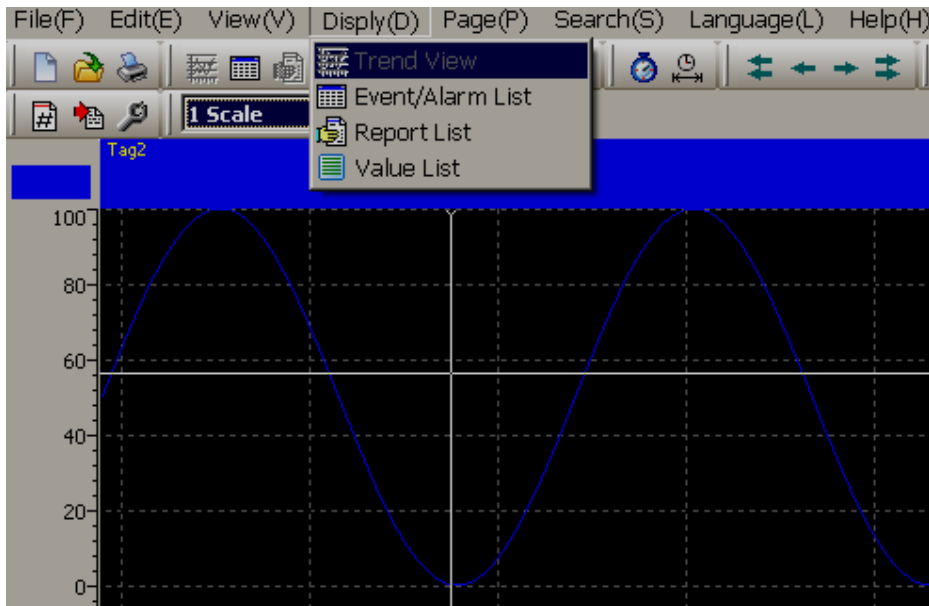 File(F) Edit(E) View(V) Disply(D) Page(P) Search(S) Language(L) Help(H)
Trend View
Event/Alarm List
1 Scale
Report List
Tag2
Value List
100
80
60
40
20
0